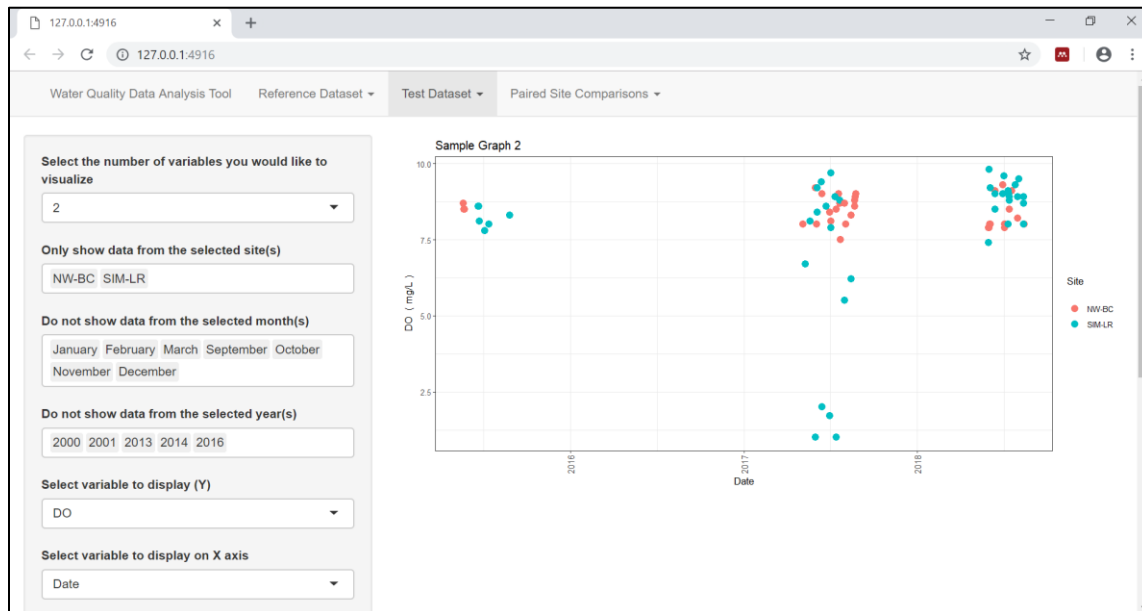 127.0.0.1:4916
127.0.0.1:4916
Water Quality Data Analysis Tool Reference Dataset Test Dataset Paired Site Comparisons
Select the number of variables you would like to
visualize
2
Only show data from the selected site(s)
NW-BC SIM-LR
Do not show data from the selected month(s)
January February March September October
November December
Do not show data from the selected year(s)
2000 2001 2013 2014 2016
Select variable to display (Y)
DO
Select variable to display on X axis
Date
Sample Graph 2
10.0
7.5
5.0
2.5
DO ( mg/L )
2016
2017
2018
Date
Site
NW-BC
SIM-LR